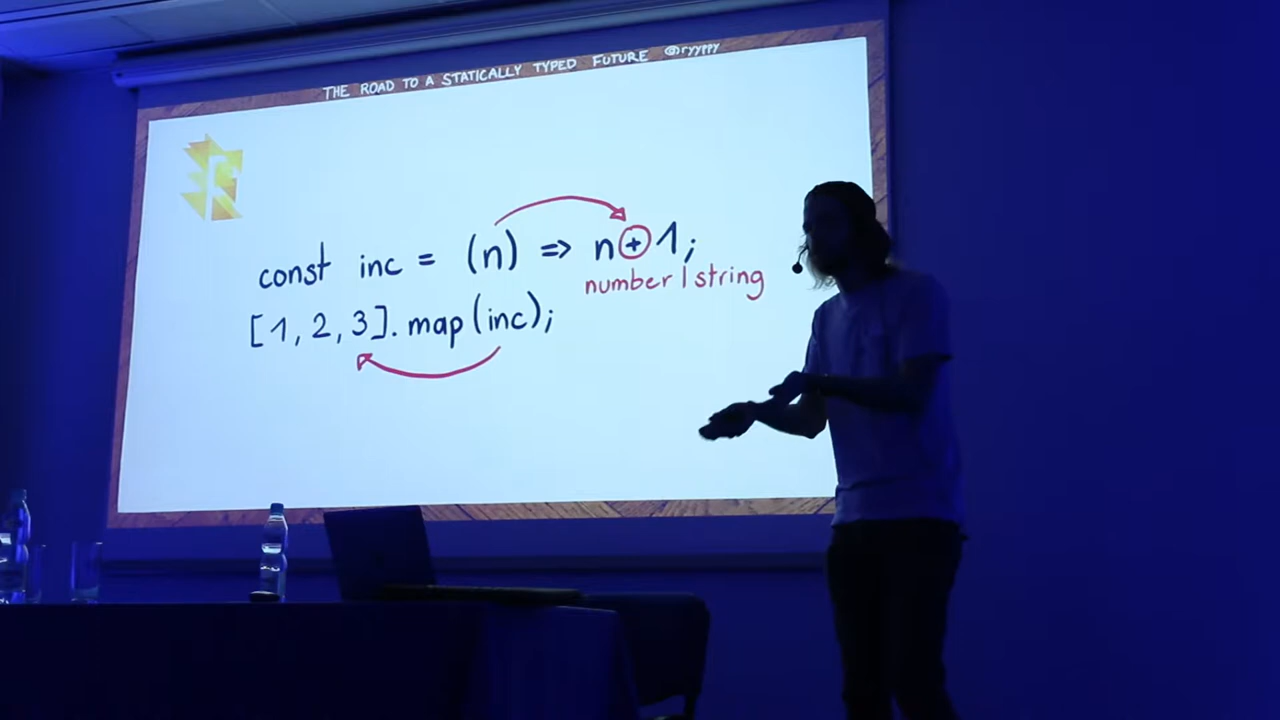 THE ROAD TO A STATICALLY TYPED FUTURE @ryyppy
const inc = (n) => n + 1;
number | string
[1, 2, 3].map(inc);